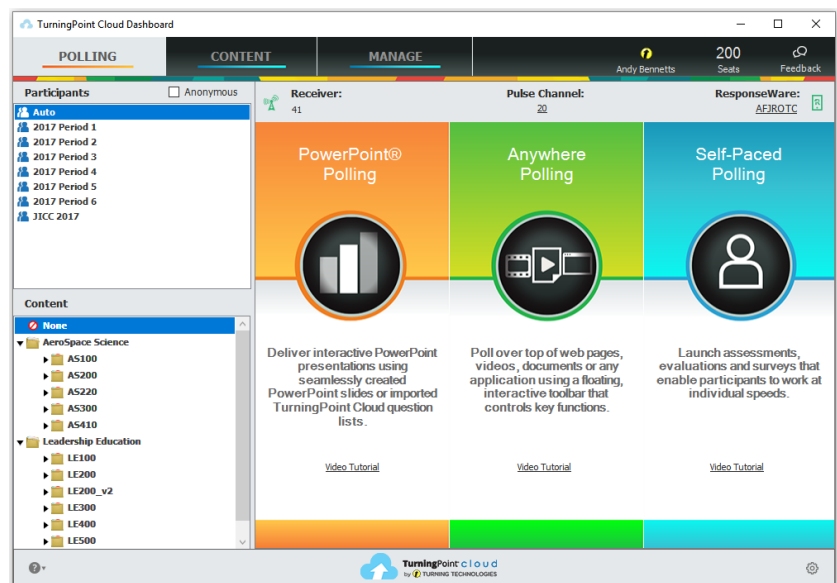 TurningPoint Cloud Dashboard
POLLING
CONTENT
MANAGE
Andy Bennetts
200
Seats
Feedback
Participants
Anonymous
Auto
2017 Period 1
2017 Period 2
2017 Period 3
2017 Period 4
2017 Period 5
2017 Period 6
JICC 2017
Content
None
AeroSpace Science
AS100
AS200
AS220
AS300
AS410
Leadership Education
LE100
LE200
LE200_v2
LE300
LE400
LE500
Receiver:
41
Pulse Channel:
20
ResponseWare:
AFJROTC
PowerPoint®
Polling
Deliver interactive PowerPoint
presentations using
seamlessly created
PowerPoint slides or imported
TurningPoint Cloud question
lists.
Video Tutorial
Anywhere
Polling
Poll over top of web pages,
videos, documents or any
application using a floating,
interactive toolbar that
controls key functions.
Video Tutorial
Self-Paced
Polling
Launch assessments,
evaluations and surveys that
enable participants to work at
individual speeds.
Video Tutorial
TurningPoint cloud
by TURNING TECHNOLOGIES